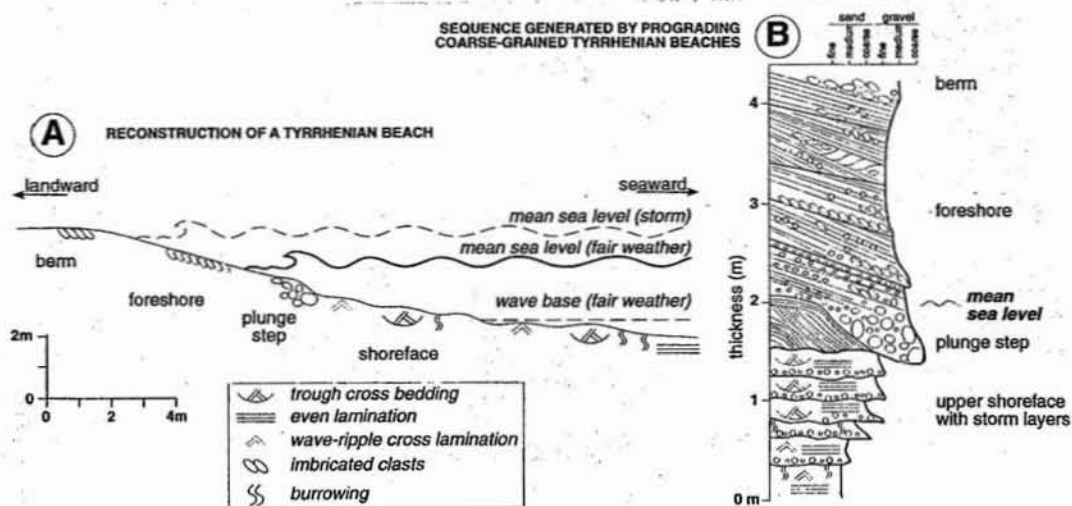 SEQUENCE GENERATED BY PROGRADING
COARSE-GRAINED TYRRHENIAN BEACHES
B
sand gravel
fine
medium
coarse
fine
medium
coarse
A
RECONSTRUCTION OF A TYRRHENIAN BEACH
landward
seaward
mean sea level (storm)
mean sea level (fair weather)
wave base (fair weather)
berm
foreshore
plunge
step
shoreface
2m
0
0 2 4m
trough cross bedding
even lamination
wave-ripple cross lamination
imbricated clasts
burrowing
thickness (m)
4
3
2
1
0 m
berm
foreshore
mean
sea level
plunge step
upper shoreface
with storm layers